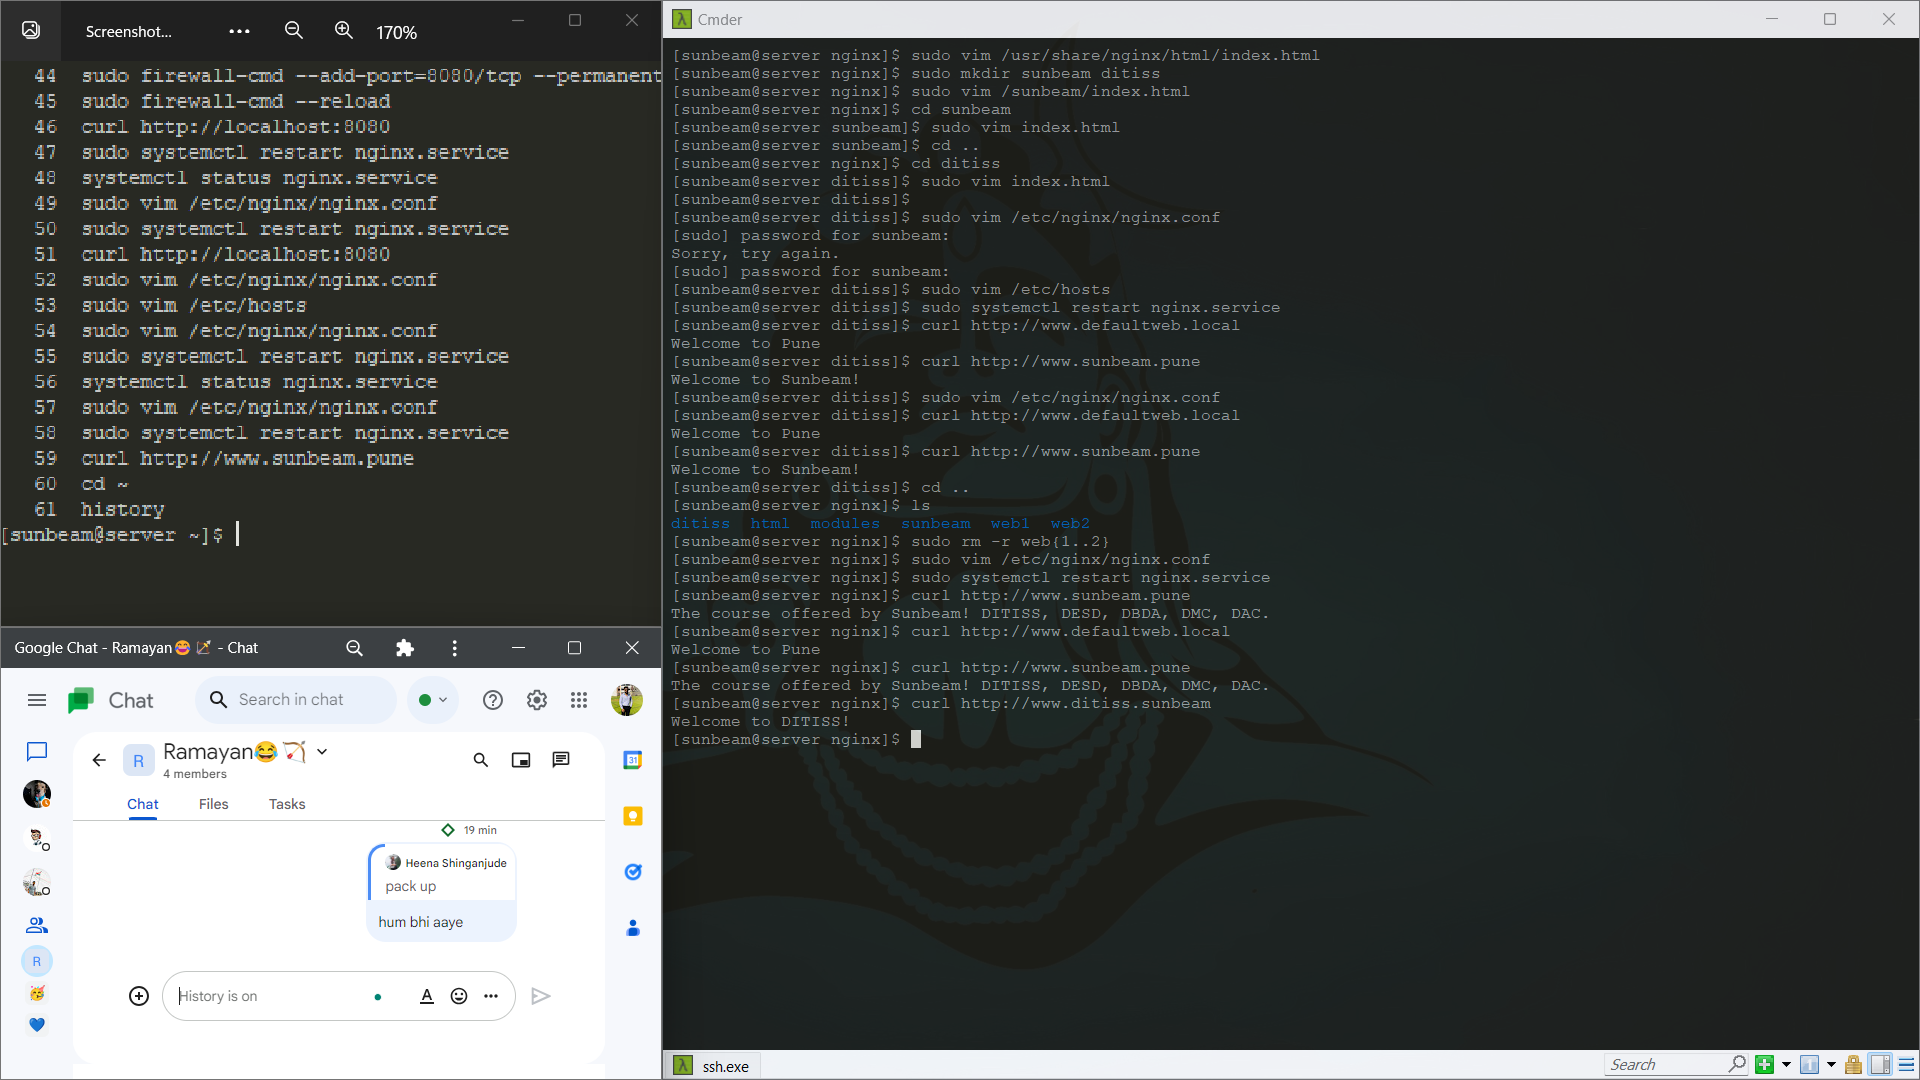 Screenshot...
170%
44 sudo firewall-cmd --add-port=8080/tcp --permanent
45 sudo firewall-cmd --reload
46 curl http://localhost:8080
47 sudo systemctl restart nginx.service
48 systemctl status nginx.service
49 sudo vim /etc/nginx/nginx.conf
50 sudo systemctl restart nginx.service
51 curl http://localhost:8080
52 sudo vim /etc/nginx/nginx.conf
53 sudo vim /etc/hosts
54 sudo vim /etc/nginx/nginx.conf
55 sudo systemctl restart nginx.service
56 systemctl status nginx.service
57 sudo vim /etc/nginx/nginx.conf
58 sudo systemctl restart nginx.service
59 curl http://www.sunbeam.pune
60 cd ~
61 history
[sunbeam@server ~]$
Google Chat - Ramayan😂 🏹 - Chat
Chat
Search in chat
R
Ramayan😂🏹
4 members
Chat Files Tasks
19 min
Heena Shinganjude
pack up
hum bhi aaye
R
History is on
31
Cmder
[sunbeam@server nginx]$ sudo vim /usr/share/nginx/html/index.html
[sunbeam@server nginx]$ sudo mkdir sunbeam ditiss
[sunbeam@server nginx]$ sudo vim /sunbeam/index.html
[sunbeam@server nginx]$ cd sunbeam
[sunbeam@server sunbeam]$ sudo vim index.html
[sunbeam@server sunbeam]$ cd ..
[sunbeam@server nginx]$ cd ditiss
[sunbeam@server ditiss]$ sudo vim index.html
[sunbeam@server ditiss]$
[sunbeam@server ditiss]$ sudo vim /etc/nginx/nginx.conf
[sudo] password for sunbeam:
Sorry, try again.
[sudo] password for sunbeam:
[sunbeam@server ditiss]$ sudo vim /etc/hosts
[sunbeam@server ditiss]$ sudo systemctl restart nginx.service
[sunbeam@server ditiss]$ curl http://www.defaultweb.local
Welcome to Pune
[sunbeam@server ditiss]$ curl http://www.sunbeam.pune
Welcome to Sunbeam!
[sunbeam@server ditiss]$ sudo vim /etc/nginx/nginx.conf
[sunbeam@server ditiss]$ curl http://www.defaultweb.local
Welcome to Pune
[sunbeam@server ditiss]$ curl http://www.sunbeam.pune
Welcome to Sunbeam!
[sunbeam@server ditiss]$ cd ..
[sunbeam@server nginx]$ ls
ditiss html modules sunbeam web1 web2
[sunbeam@server nginx]$ sudo rm -r web{1..2}
[sunbeam@server nginx]$ sudo vim /etc/nginx/nginx.conf
[sunbeam@server nginx]$ sudo systemctl restart nginx.service
[sunbeam@server nginx]$ curl http://www.sunbeam.pune
The course offered by Sunbeam! DITISS, DESD, DBDA, DMC, DAC.
[sunbeam@server nginx]$ curl http://www.defaultweb.local
Welcome to Pune
[sunbeam@server nginx]$ curl http://www.sunbeam.pune
The course offered by Sunbeam! DITISS, DESD, DBDA, DMC, DAC.
[sunbeam@server nginx]$ curl http://www.ditiss.sunbeam
Welcome to DITISS!
[sunbeam@server nginx]$
ssh.exe
Search